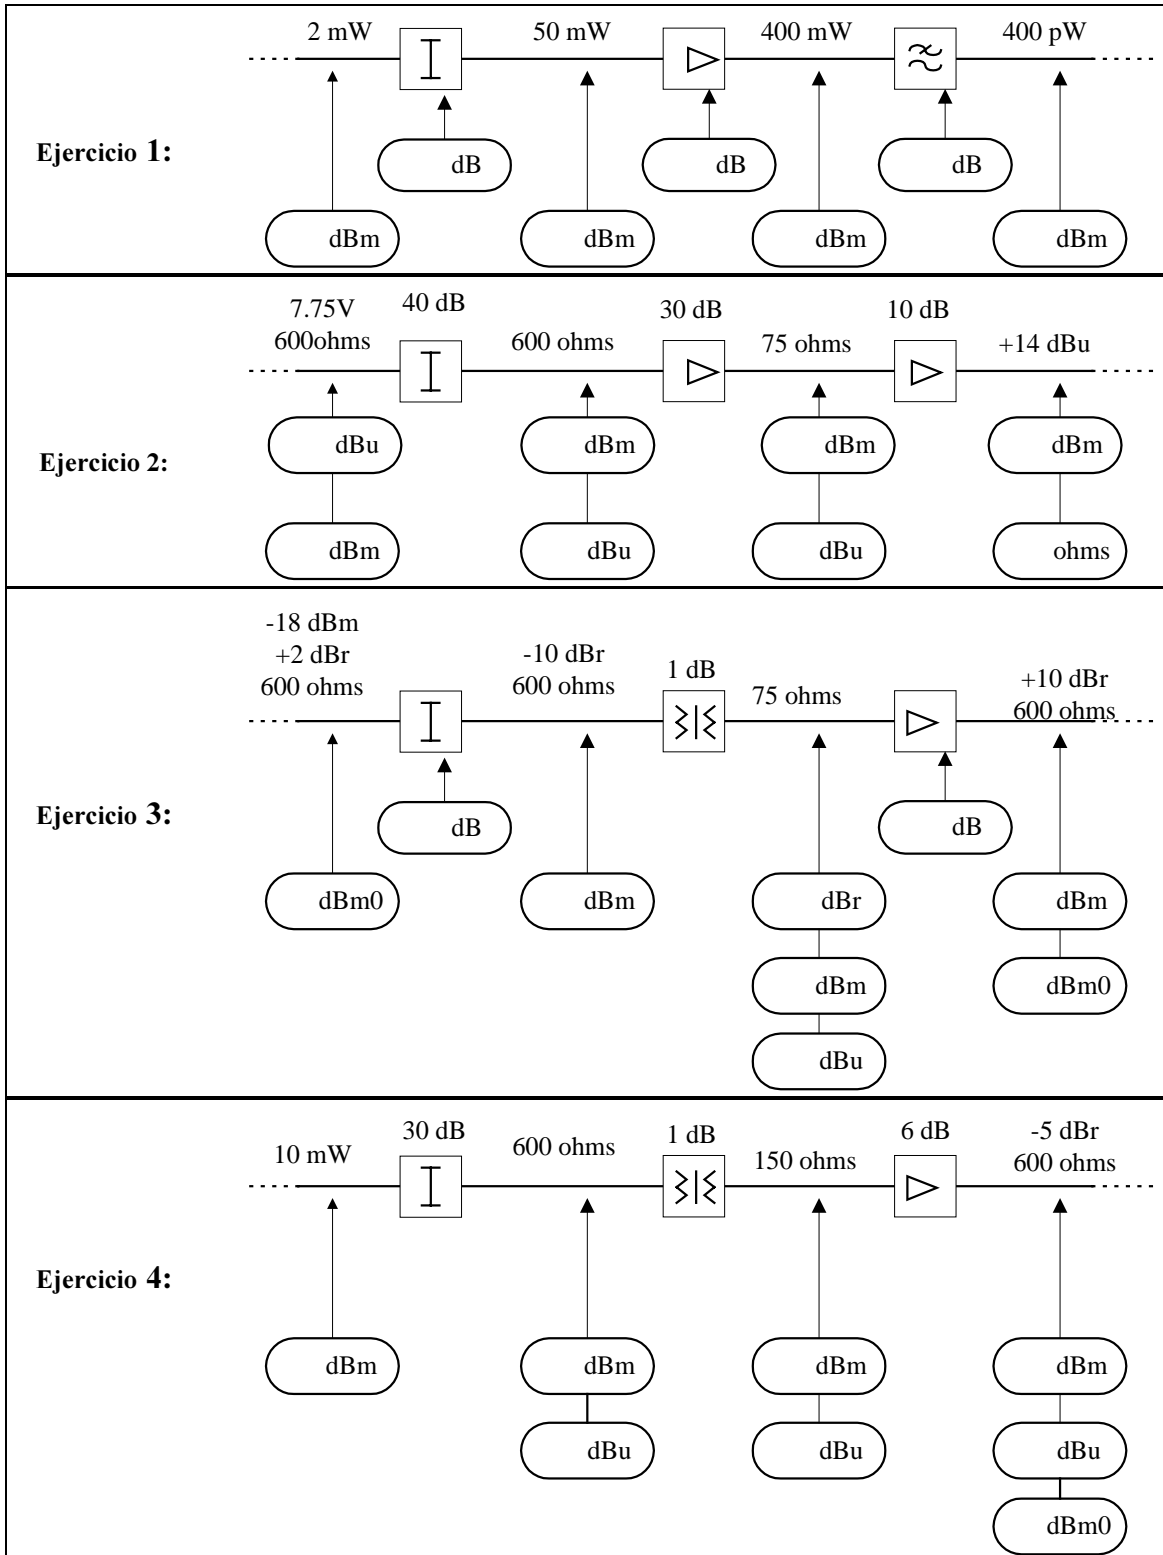 2 mW 50 mW 400 mW 400 pW
Ejercicio 1:
dB dB dB
dBm dBm dBm dBm
7.75V 40 dB 30 dB 10 dB
600ohms 600 ohms 75 ohms +14 dBu
Ejercicio 2:
dBu dBm dBm dBm
dBm dBu dBu ohms
-18 dBm
+2 dBr -10 dBr 1 dB +10 dBr
600 ohms 600 ohms 75 ohms 600 ohms
Ejercicio 3:
dB dB
dBm0 dBm dBr dBm
dBm dBm0
dBu
10 mW 30 dB 600 ohms 1 dB 150 ohms 6 dB -5 dBr
600 ohms
Ejercicio 4:
dBm dBm dBm dBm
dBu dBu dBu
dBm0